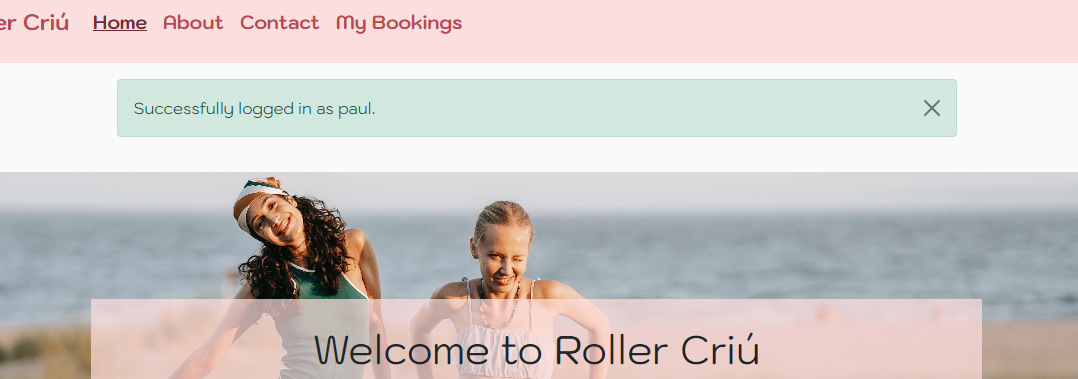 Criú Home About Contact My Bookings
Successfully logged in as paul.
Welcome to Roller Criú